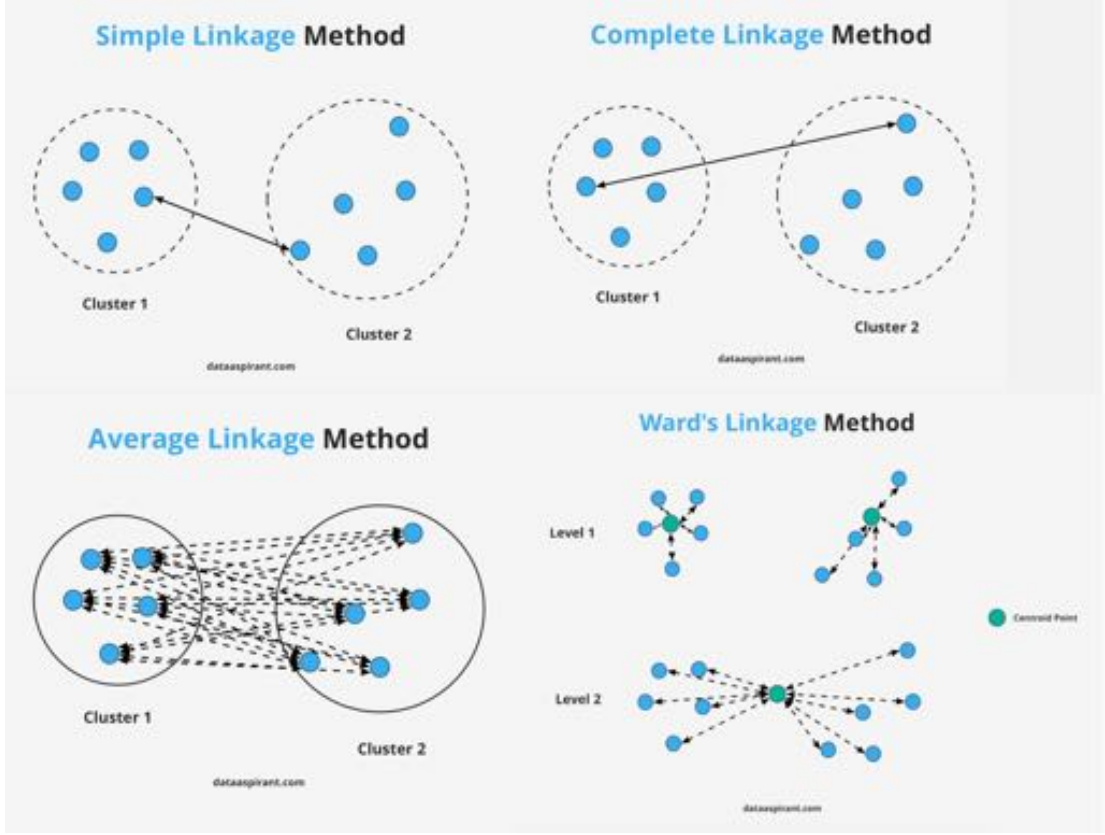 Simple Linkage Method
Cluster 1
Cluster 2
dataaspirant.com
Complete Linkage Method
Cluster 1
Cluster 2
dataaspirant.com
Average Linkage Method
Cluster 1
Cluster 2
dataaspirant.com
Ward's Linkage Method
Level 1
Centroid Point
Level 2
dataaspirant.com